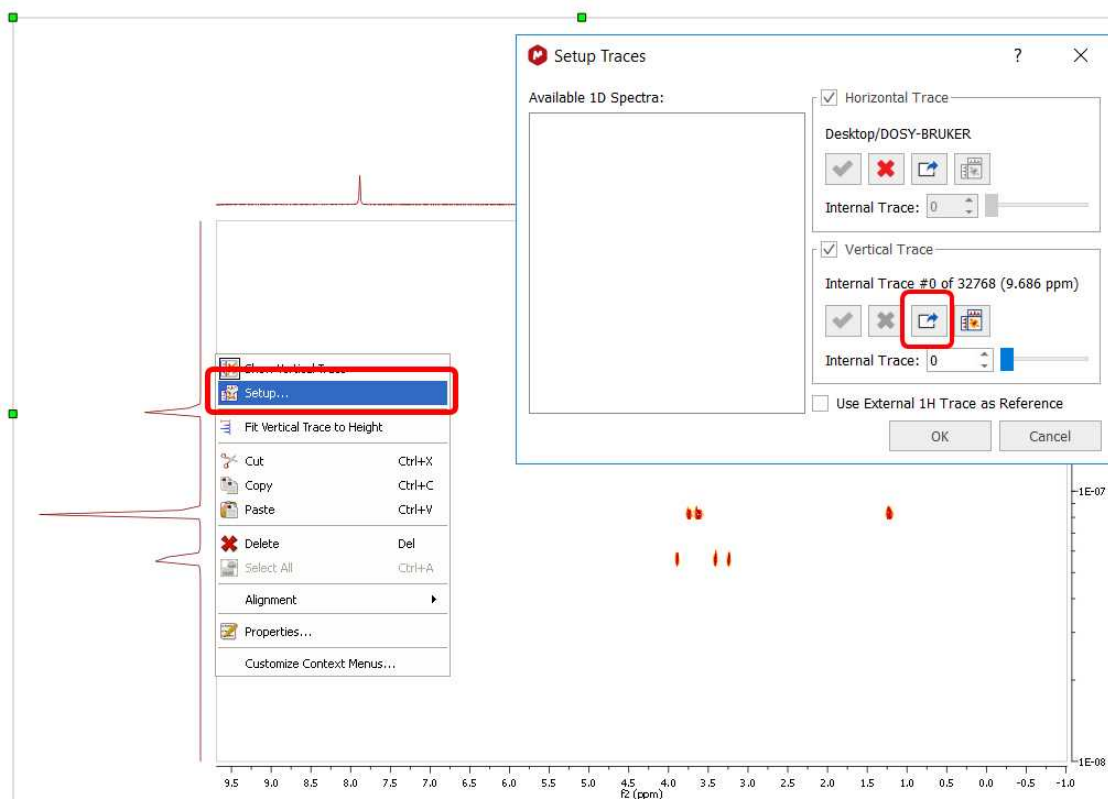 Setup Traces
?
Available 1D Spectra:
Horizontal Trace
Desktop/DOSY-BRUKER
Internal Trace: 0
Vertical Trace
Internal Trace #0 of 32768 (9.686 ppm)
Internal Trace: 0
Use External 1H Trace as Reference
OK Cancel
Show Vertical Trace
Setup...
Fit Vertical Trace to Height
Cut Ctrl+X
Copy Ctrl+C
Paste Ctrl+V
Delete Del
Select All Ctrl+A
Alignment
Properties...
Customize Context Menus...
1E-07
1E-08
9.5 9.0 8.5 8.0 7.5 7.0 6.5 6.0 5.5 5.0 4.5 4.0 3.5 3.0 2.5 2.0 1.5 1.0 0.5 0.0 -0.5 -1.0
f2 (ppm)